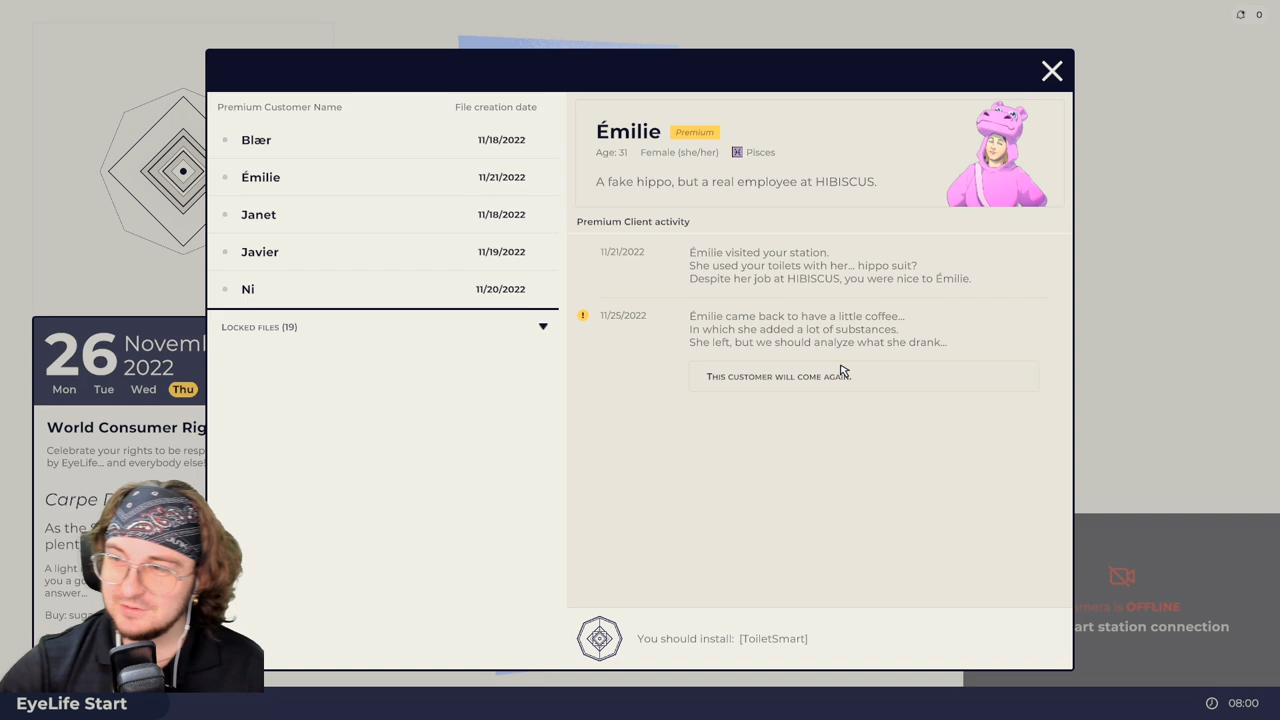 0
Premium Customer Name
File creation date
Blær
11/18/2022
Émilie
11/21/2022
Janet
11/18/2022
Javier
11/19/2022
Ni
11/20/2022
LOCKED FILES (19)
Émilie
Premium
Age: 31
Female (she/her)
Pisces
A fake hippo, but a real employee at HIBISCUS.
Premium Client activity
11/21/2022
Émilie visited your station.
She used your toilets with her... hippo suit?
Despite her job at HIBISCUS, you were nice to Émilie.
11/25/2022
Émilie came back to have a little coffee...
In which she added a lot of substances.
She left, but we should analyze what she drank...
THIS CUSTOMER WILL COME AGAIN.
You should install: [ToiletSmart]
26
2022
Mon Tue Wed Thu
World Consumer
Celebrate your rights to be
by EyeLife... and everybody
Carpe
As the
A light
you a
answer...
Buy:
is OFFLINE
station connection
EyeLife Start
08:00